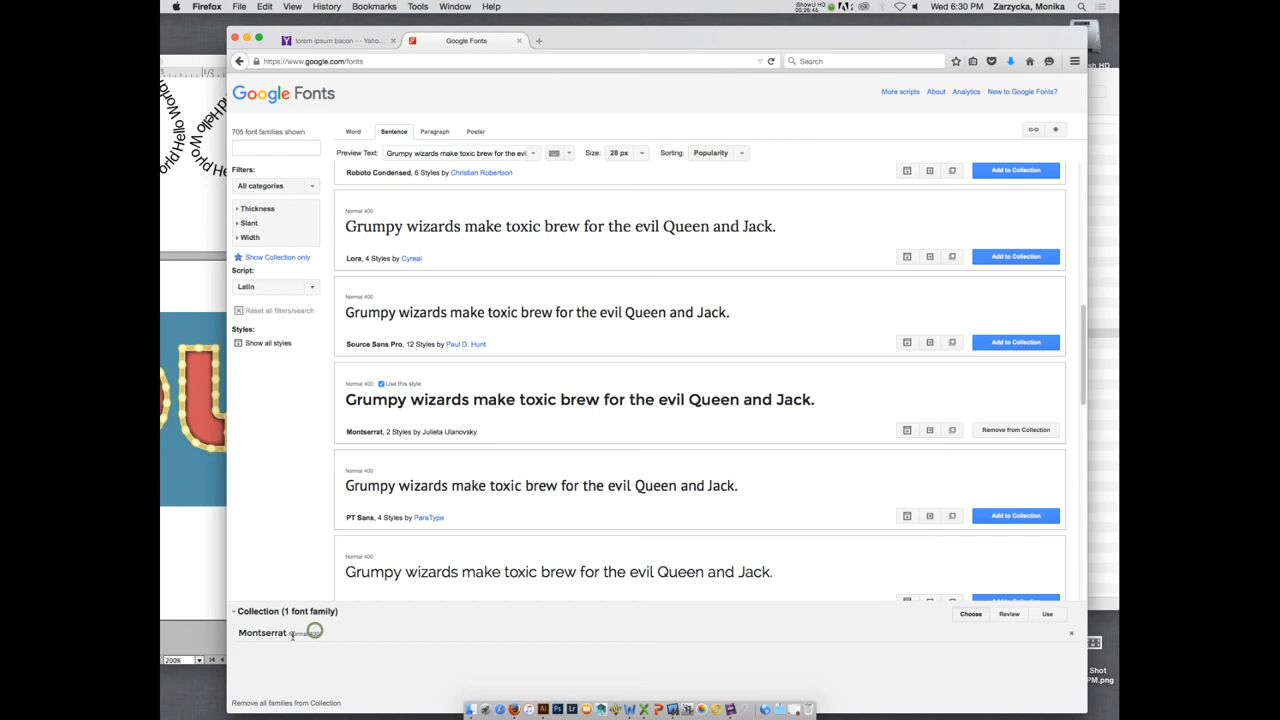 Firefox File Edit View History Bookmarks Tools Window Help
Wed 6:30 PM Zarzycka, Monika
lorem ipsum bacon - - Yaho...
Google Fonts
https://www.google.com/fonts
Search
1/2
Google Fonts
More scripts About Analytics New to Google Fonts?
705 font families shown
Word Sentence Paragraph Poster
Preview Text: Grumpy wizards make toxic brew for the evi
Size: 28 px
Sorting: Popularity
Filters:
All categories
Thickness
Slant
Width
Show Collection only
Script:
Latin
Reset all filters/search
Styles:
Show all styles
Roboto Condensed, 6 Styles by Christian Robertson
Add to Collection
Normal 400
Grumpy wizards make toxic brew for the evil Queen and Jack.
Lora, 4 Styles by Cyreal
Add to Collection
Normal 400
Grumpy wizards make toxic brew for the evil Queen and Jack.
Source Sans Pro, 12 Styles by Paul D. Hunt
Add to Collection
Normal 400 Use this style
Grumpy wizards make toxic brew for the evil Queen and Jack.
Montserrat, 2 Styles by Julieta Ulanovsky
Remove from Collection
Normal 400
Grumpy wizards make toxic brew for the evil Queen and Jack.
PT Sans, 4 Styles by ParaType
Add to Collection
Normal 400
Grumpy wizards make toxic brew for the evil Queen and Jack.
Collection (1 font family)
Choose Review Use
Montserrat
Remove all families from Collection
200%
Shot
PM.png